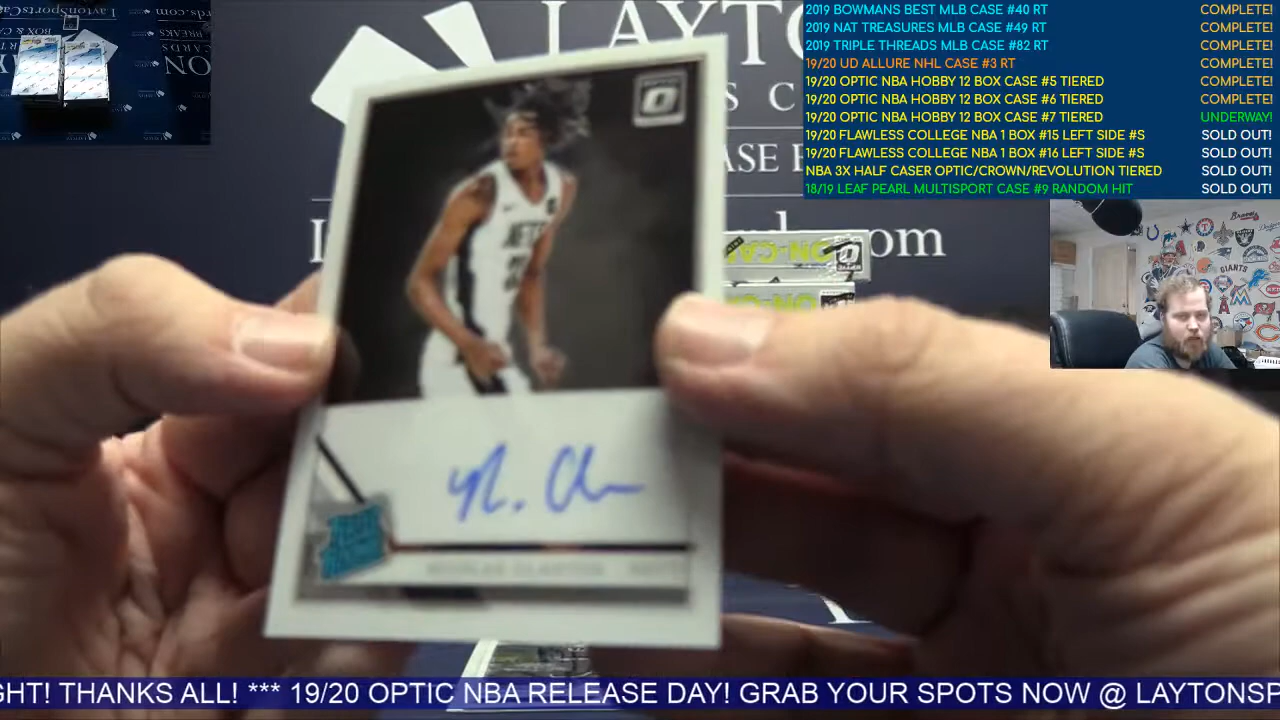 2019 BOWMANS BEST MLB CASE #40 RT COMPLETE!
2019 NAT TREASURES MLB CASE #49 RT COMPLETE!
2019 TRIPLE THREADS MLB CASE #82 RT COMPLETE!
19/20 UD ALLURE NHL CASE #3 RT COMPLETE!
19/20 OPTIC NBA HOBBY 12 BOX CASE #5 TIERED COMPLETE!
19/20 OPTIC NBA HOBBY 12 BOX CASE #6 TIERED COMPLETE!
19/20 OPTIC NBA HOBBY 12 BOX CASE #7 TIERED UNDERWAY!
19/20 FLAWLESS COLLEGE NBA 1 BOX #15 LEFT SIDE #S SOLD OUT!
19/20 FLAWLESS COLLEGE NBA 1 BOX #16 LEFT SIDE #S SOLD OUT!
NBA 3X HALF CASER OPTIC/CROWN/REVOLUTION TIERED SOLD OUT!
18/19 LEAF PEARL MULTISPORT CASE #9 RANDOM HIT SOLD OUT!
LAYTO
S C
ASE
om
GIANTS
GHT! THANKS ALL! *** 19/20 OPTIC NBA RELEASE DAY! GRAB YOUR SPOTS NOW @ LAYTONSP